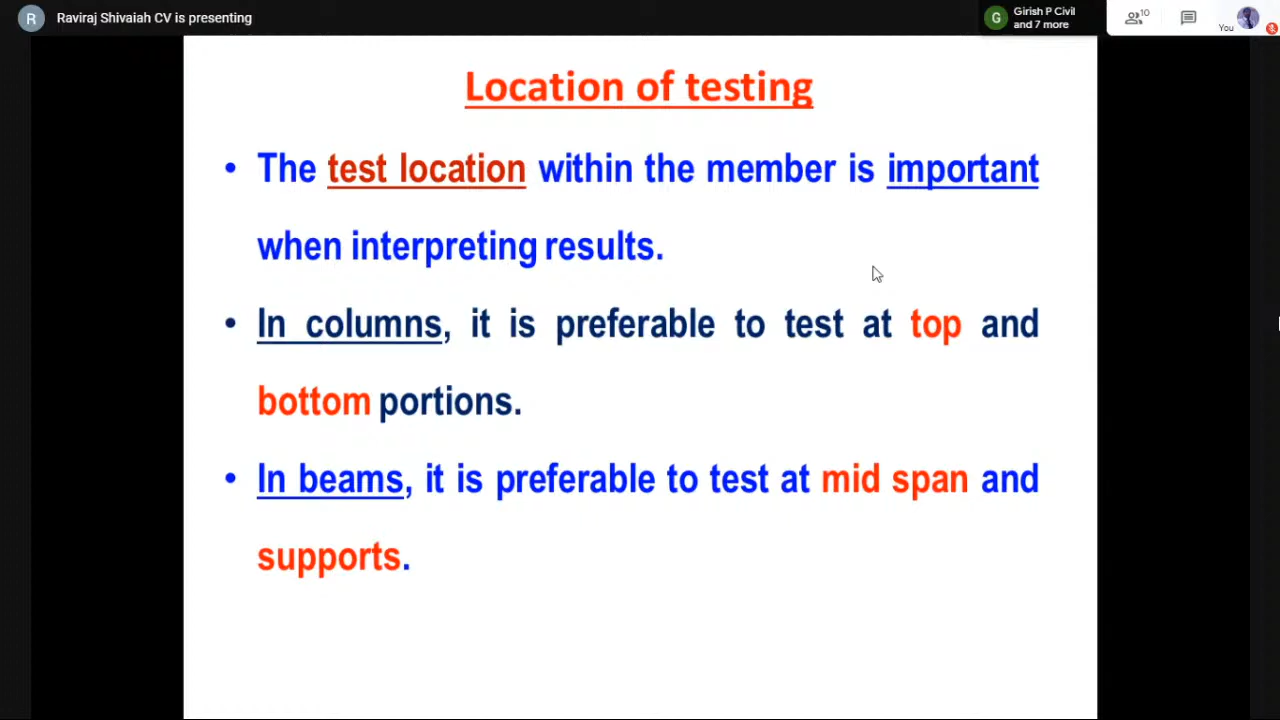 R
Raviraj Shivaiah CV is presenting
G
Girish P Civil
and 7 more
10
You
Location of testing
• The test location within the member is important
when interpreting results.
• In columns, it is preferable to test at top and
bottom portions.
• In beams, it is preferable to test at mid span and
supports.